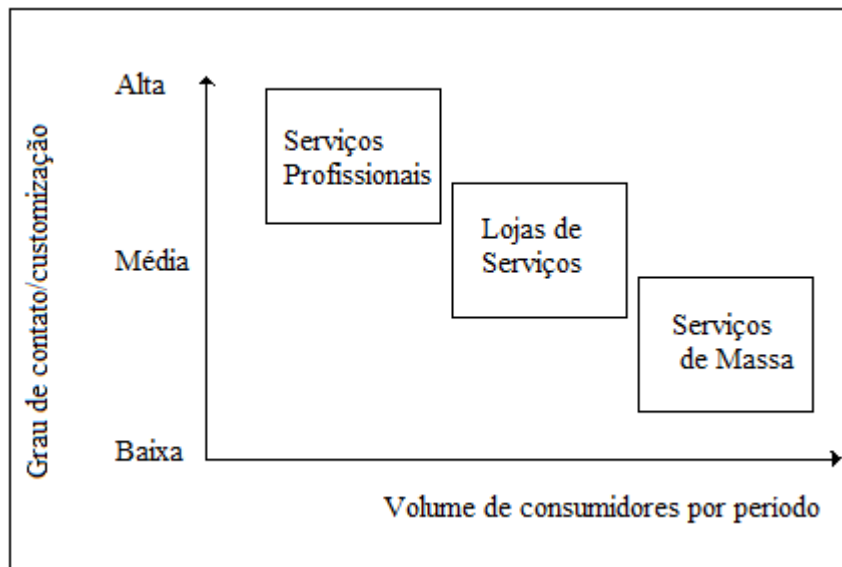 Alta
Serviços
Profissionais
Lojas de
Serviços
Média
Serviços
de Massa
Baixa
Grau de contato/customização
Volume de consumidores por periodo